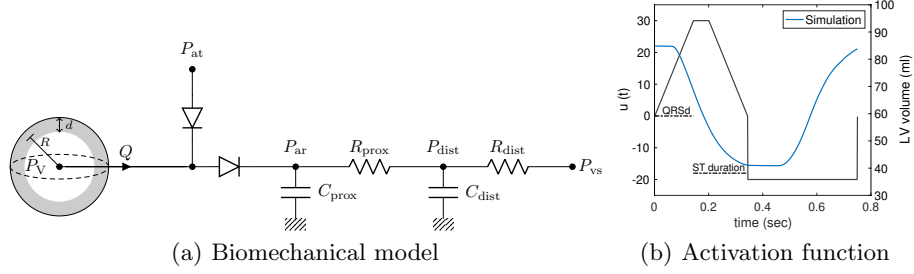 P_at
d
R
P_V
Q
P_ar
R_prox
P_dist
R_dist
P_vs
C_prox
C_dist
(a) Biomechanical model
Simulation
30
20
10
0
-10
-20
u (t)
QRSd
ST duration
100
90
80
70
60
50
40
30
LV volume (ml)
0
0.2
0.4
0.6
0.8
time (sec)
(b) Activation function